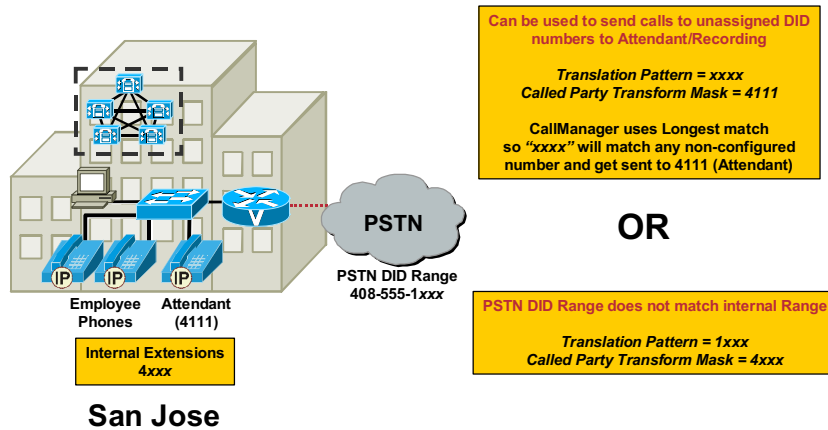 Can be used to send calls to unassigned DID
numbers to Attendant/Recording
Translation Pattern = xxxx
Called Party Transform Mask = 4111
CallManager uses Longest match
so “xxxx” will match any non-configured
number and get sent to 4111 (Attendant)
V
PSTN
OR
IP
IP
IP
PSTN DID Range
408-555-1xxx
Employee
Phones
Attendant
(4111)
PSTN DID Range does not match internal Range
Translation Pattern = 1xxx
Called Party Transform Mask = 4xxx
Internal Extensions
4xxx
San Jose